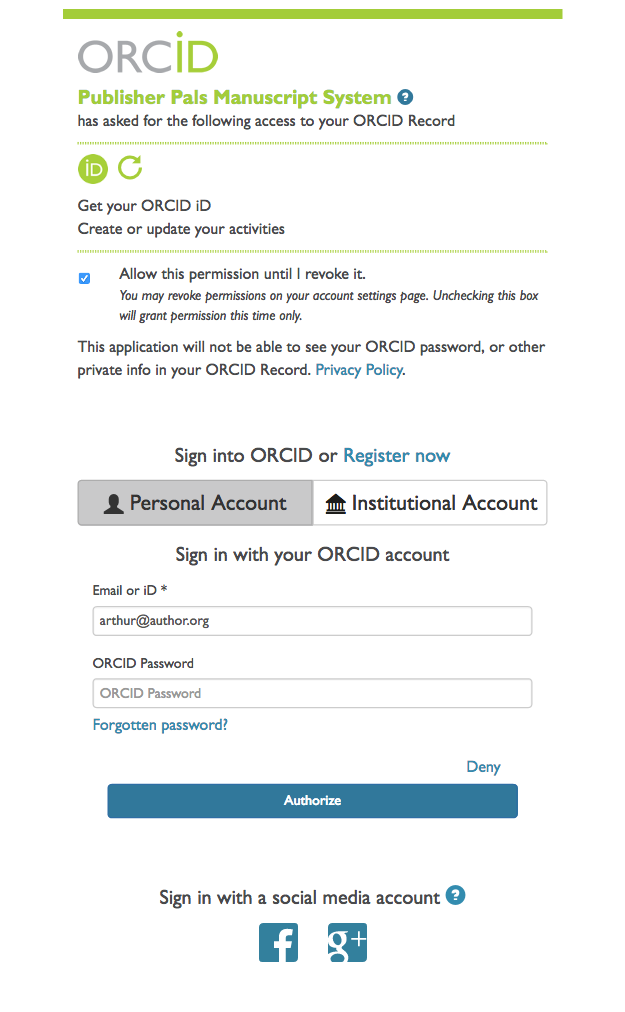 ORCiD
Publisher Pals Manuscript System ?
has asked for the following access to your ORCID Record
iD
Get your ORCID iD
Create or update your activities
Allow this permission until I revoke it.
You may revoke permissions on your account settings page. Unchecking this box
will grant permission this time only.
This application will not be able to see your ORCID password, or other
private info in your ORCID Record. Privacy Policy.
Sign into ORCID or Register now
Personal Account
Institutional Account
Sign in with your ORCID account
Email or iD *
arthur@author.org
ORCID Password
ORCID Password
Forgotten password?
Deny
Authorize
Sign in with a social media account ?
f
g+